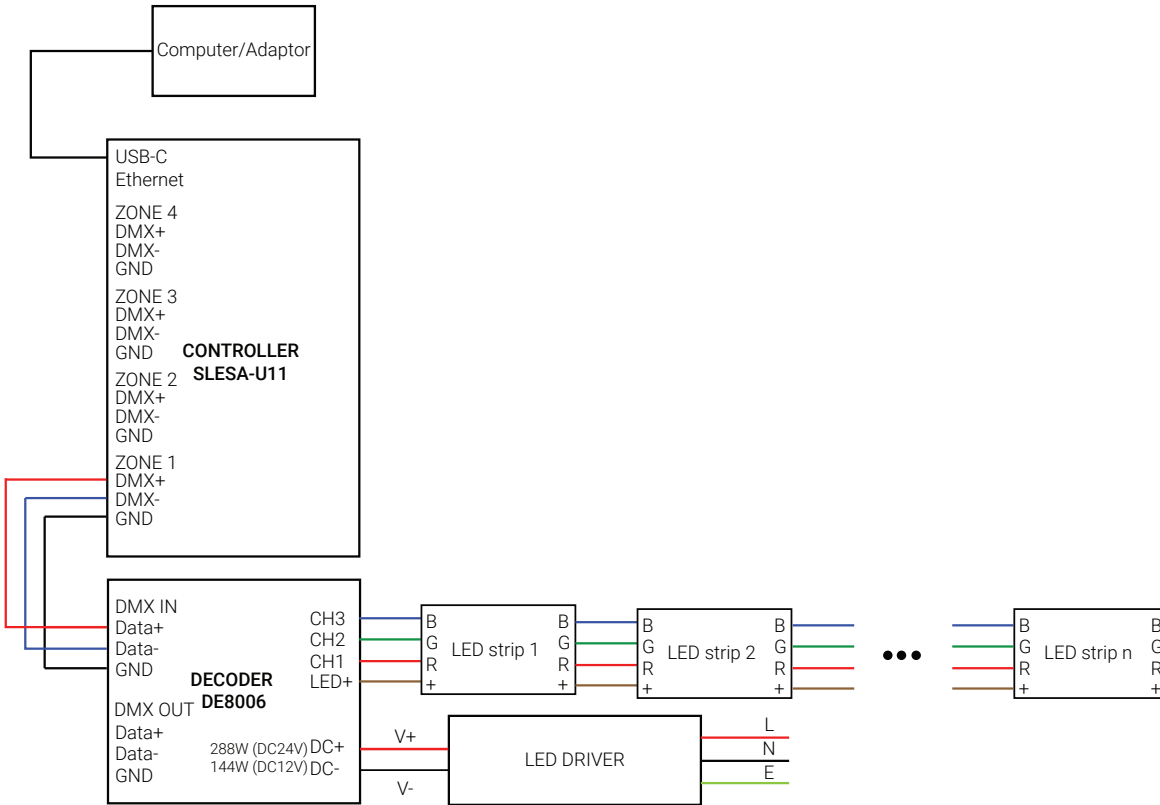 Computer/Adaptor
USB-C
Ethernet
ZONE 4
DMX+
DMX-
GND
ZONE 3
DMX+
DMX-
GND
CONTROLLER
SLESA-U11
ZONE 2
DMX+
DMX-
GND
ZONE 1
DMX+
DMX-
GND
DMX IN
Data+
Data-
GND
DECODER
DE8006
DMX OUT
Data+
Data-
GND
CH3
CH2
CH1
LED+
288W (DC24V) DC+
144W (DC12V) DC-
B
G
R
+
LED strip 1
B
G
R
+
B
G
R
+
LED strip 2
B
G
R
+
B
G
R
+
LED strip n
B
G
R
+
V+
V-
LED DRIVER
L
N
E